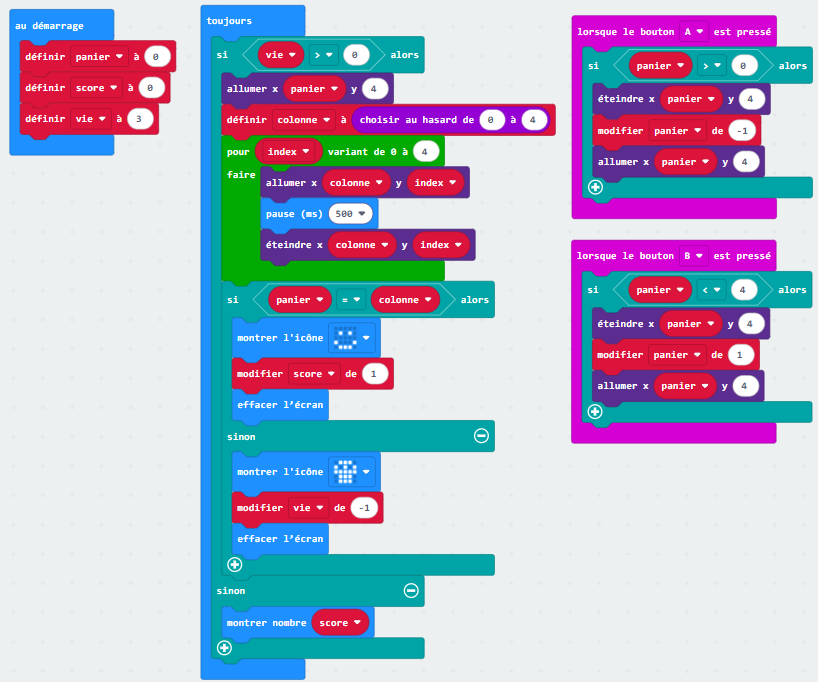 au démarrage
définir panier à 0
définir score à 0
définir vie à 3
toujours
si vie > 0 alors
allumer x panier y 4
définir colonne à choisir au hasard de 0 à 4
pour index variant de 0 à 4
faire allumer x colonne y index
pause (ms) 500
éteindre x colonne y index
si panier = colonne alors
montrer l'icône
modifier score de 1
effacer l'écran
sinon
montrer l'icône
modifier vie de -1
effacer l'écran
sinon
montrer nombre score
lorsque le bouton A est pressé
si panier > 0 alors
éteindre x panier y 4
modifier panier de -1
allumer x panier y 4
lorsque le bouton B est pressé
si panier < 4 alors
éteindre x panier y 4
modifier panier de 1
allumer x panier y 4